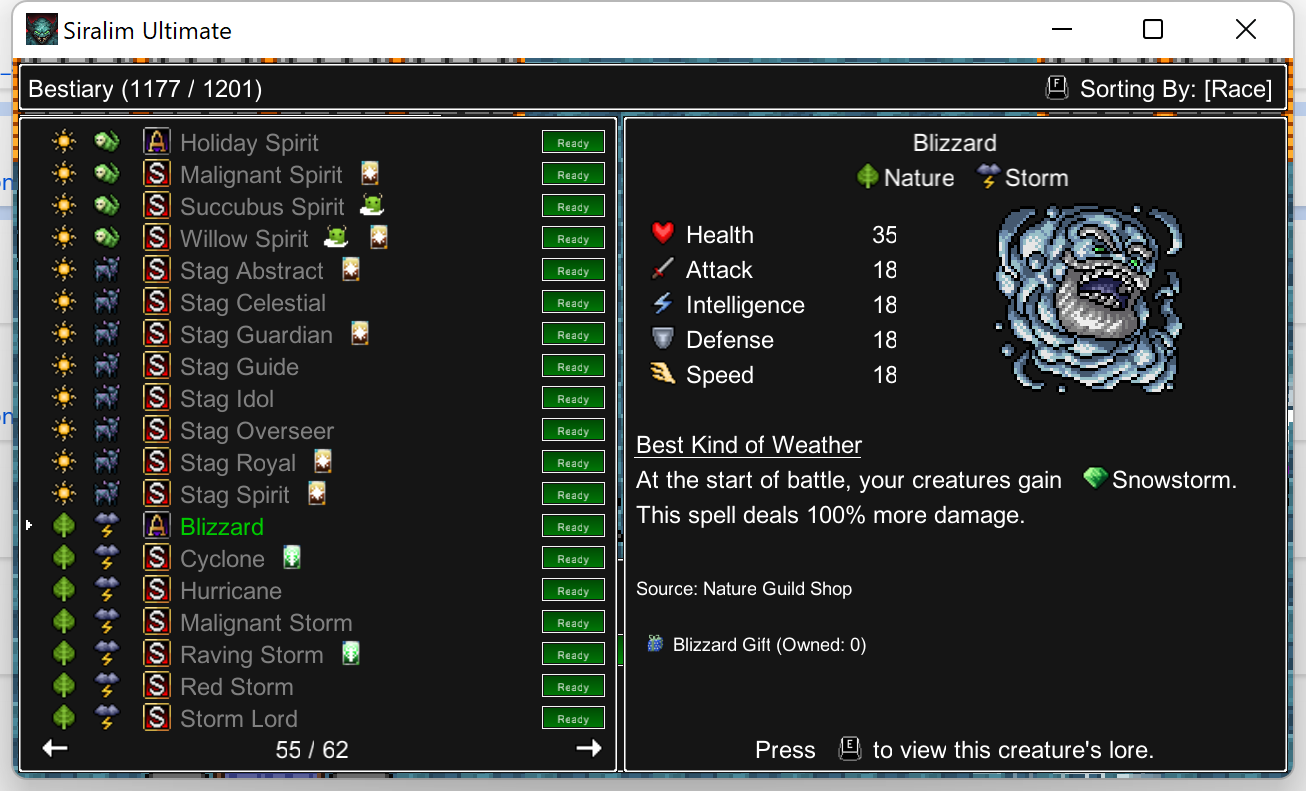 Siralim Ultimate
Bestiary (1177 / 1201)
F Sorting By: [Race]
A Holiday Spirit Ready
S Malignant Spirit Ready
S Succubus Spirit Ready
S Willow Spirit Ready
S Stag Abstract Ready
S Stag Celestial Ready
S Stag Guardian Ready
S Stag Guide Ready
S Stag Idol Ready
S Stag Overseer Ready
S Stag Royal Ready
S Stag Spirit Ready
A Blizzard Ready
S Cyclone Ready
S Hurricane Ready
S Malignant Storm Ready
S Raving Storm Ready
S Red Storm Ready
S Storm Lord Ready
55 / 62
Blizzard
Nature Storm
Health 35
Attack 18
Intelligence 18
Defense 18
Speed 18
Best Kind of Weather
At the start of battle, your creatures gain Snowstorm.
This spell deals 100% more damage.
Source: Nature Guild Shop
Blizzard Gift (Owned: 0)
Press E to view this creature's lore.